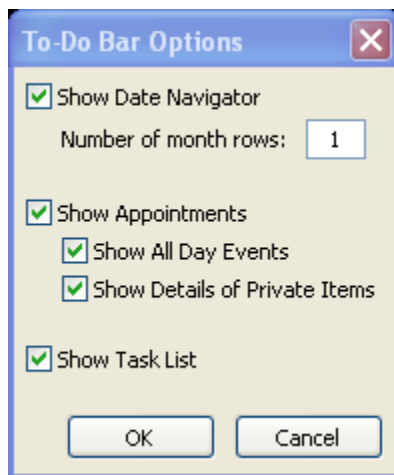 To-Do Bar Options
Show Date Navigator
Number of month rows: 1
Show Appointments
Show All Day Events
Show Details of Private Items
Show Task List
OK Cancel